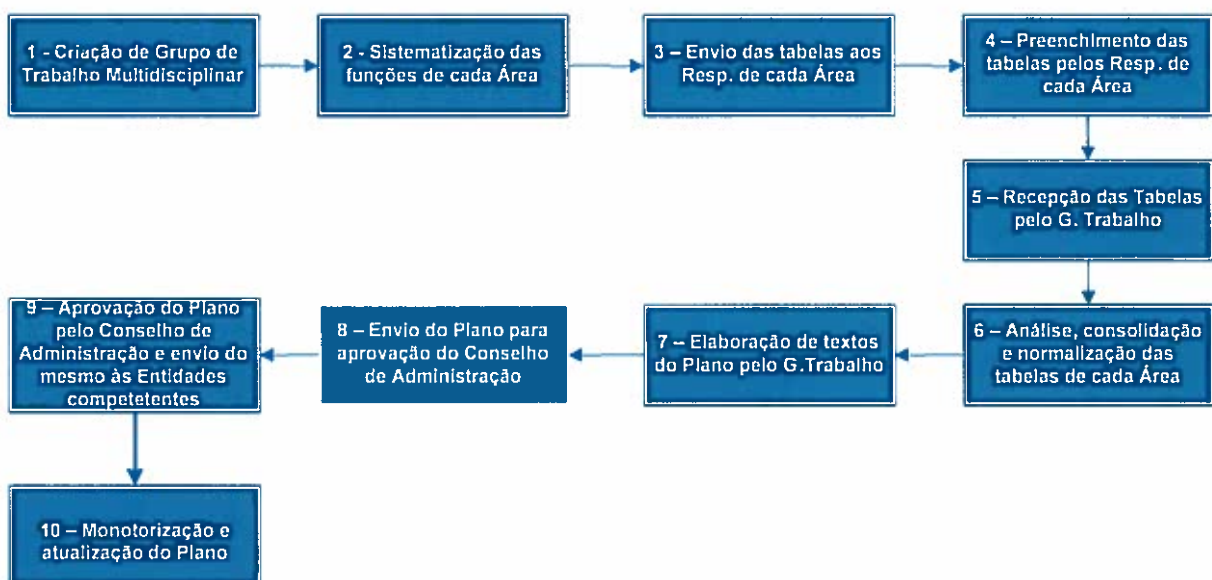 1 - Criação de Grupo de
Trabalho Multidisciplinar
2 - Sistematização das
funções de cada Área
3 – Envio das tabelas aos
Resp. de cada Área
4 – Preenchimento das
tabelas pelos Resp. de
cada Área
5 – Recepção das Tabelas
pelo G. Trabalho
6 – Análise, consolidação
e normalização das
tabelas de cada Área
7 – Elaboração de textos
do Plano pelo G.Trabalho
8 – Envio do Plano para
aprovação do Conselho
de Administração
9 – Aprovação do Plano
pelo Conselho de
Administração e envio do
mesmo às Entidades
competetentes
10 – Monotorização e
atualização do Plano